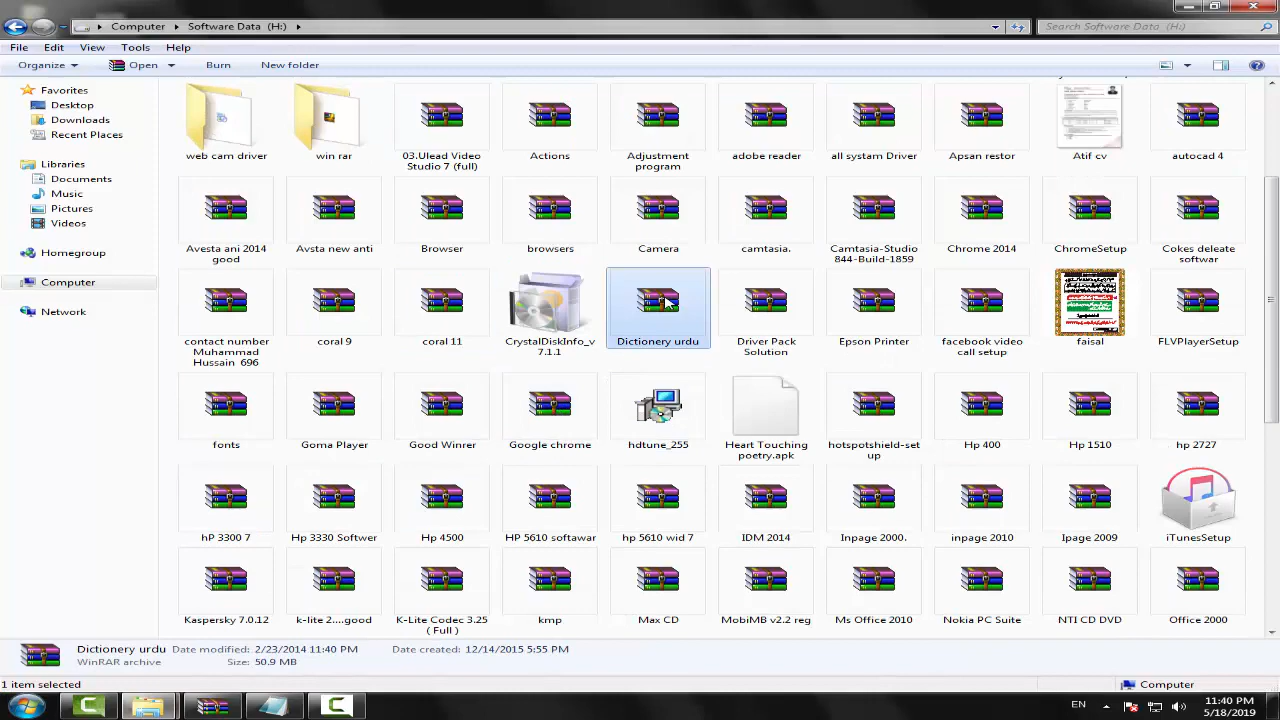 Computer
Software Data (H:)
Search Software Data (H:)
File Edit View Tools Help
Organize Open Burn New folder
Favorites
Desktop
Downloads
Recent Places
Libraries
Documents
Music
Pictures
Videos
Homegroup
Computer
Network
web cam driver
win rar
03.Ulead Video
Studio 7 (full)
Actions
Adjustment
program
adobe reader
all systam Driver
Apsan restor
Atif cv
autocad 4
Avesta ani 2014
good
Avsta new anti
Browser
browsers
Camera
camtasia.
Camtasia-Studio
844-Build-1859
Chrome 2014
ChromeSetup
Cokes deleate
softwar
contact number
Muhammad
Hussain 696
coral 9
coral 11
CrystalDiskInfo_v
7.1.1
Dictionery urdu
Driver Pack
Solution
Epson Printer
facebook video
call setup
faisal
FLVPlayerSetup
fonts
Goma Player
Good Winrer
Google chrome
hdtune_255
Heart Touching
poetry.apk
hotspotshield-set
up
Hp 400
Hp 1510
hp 2727
hP 3300 7
Hp 3330 Softwer
Hp 4500
HP 5610 softawar
hp 5610 wid 7
IDM 2014
Inpage 2000.
inpage 2010
Ipage 2009
iTunesSetup
Kaspersky 7.0.12
k-lite 2....good
K-Lite Codec 3.25
( Full )
kmp
Max CD
MobiMB v2.2 reg
Ms Office 2010
Nokia PC Suite
NTI CD DVD
Office 2000
Dictionery urdu Date modified: 2/23/2014 11:40 PM Date created: 12/14/2015 5:55 PM
WinRAR archive Size: 50.9 MB
1 item selected
Computer
EN
11:40 PM
5/18/2019